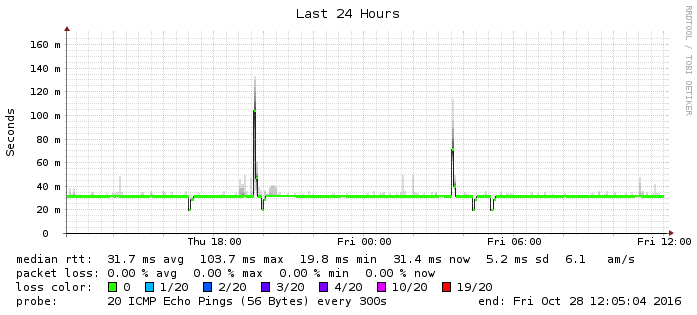 Last 24 Hours
RRDTOOL / TOBI OETIKER
Seconds
160 m
140 m
120 m
100 m
80 m
60 m
40 m
20 m
0
Thu 18:00 Fri 00:00 Fri 06:00 Fri 12:00
median rtt: 31.7 ms avg 103.7 ms max 19.8 ms min 31.4 ms now 5.2 ms sd 6.1 am/s
packet loss: 0.00 % avg 0.00 % max 0.00 % min 0.00 % now
loss color: 0 1/20 2/20 3/20 4/20 10/20 19/20
probe: 20 ICMP Echo Pings (56 Bytes) every 300s end: Fri Oct 28 12:05:04 2016